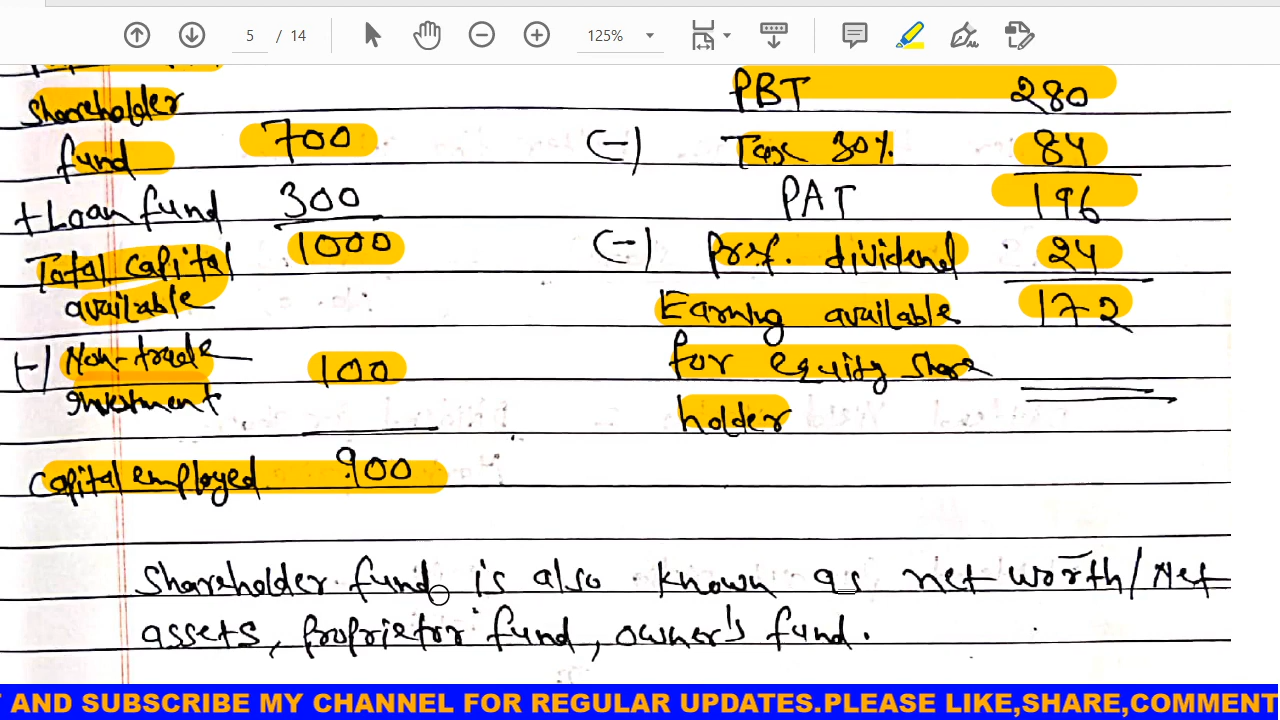 5 / 14 125%
PBT 280
Shareholder
fund 700 (-) Tax 30% 84
+Loan fund 300 PAT 196
Total capital 1000 (-) Pref. dividend 24
available Earning available 172
(-) Non-trade 100 for equity share
investment holder
Capital employed 900
Shareholder fund is also known as net worth/Net
assets, proprietor fund, owner's fund.
AND SUBSCRIBE MY CHANNEL FOR REGULAR UPDATES.PLEASE LIKE,SHARE,COMMENT